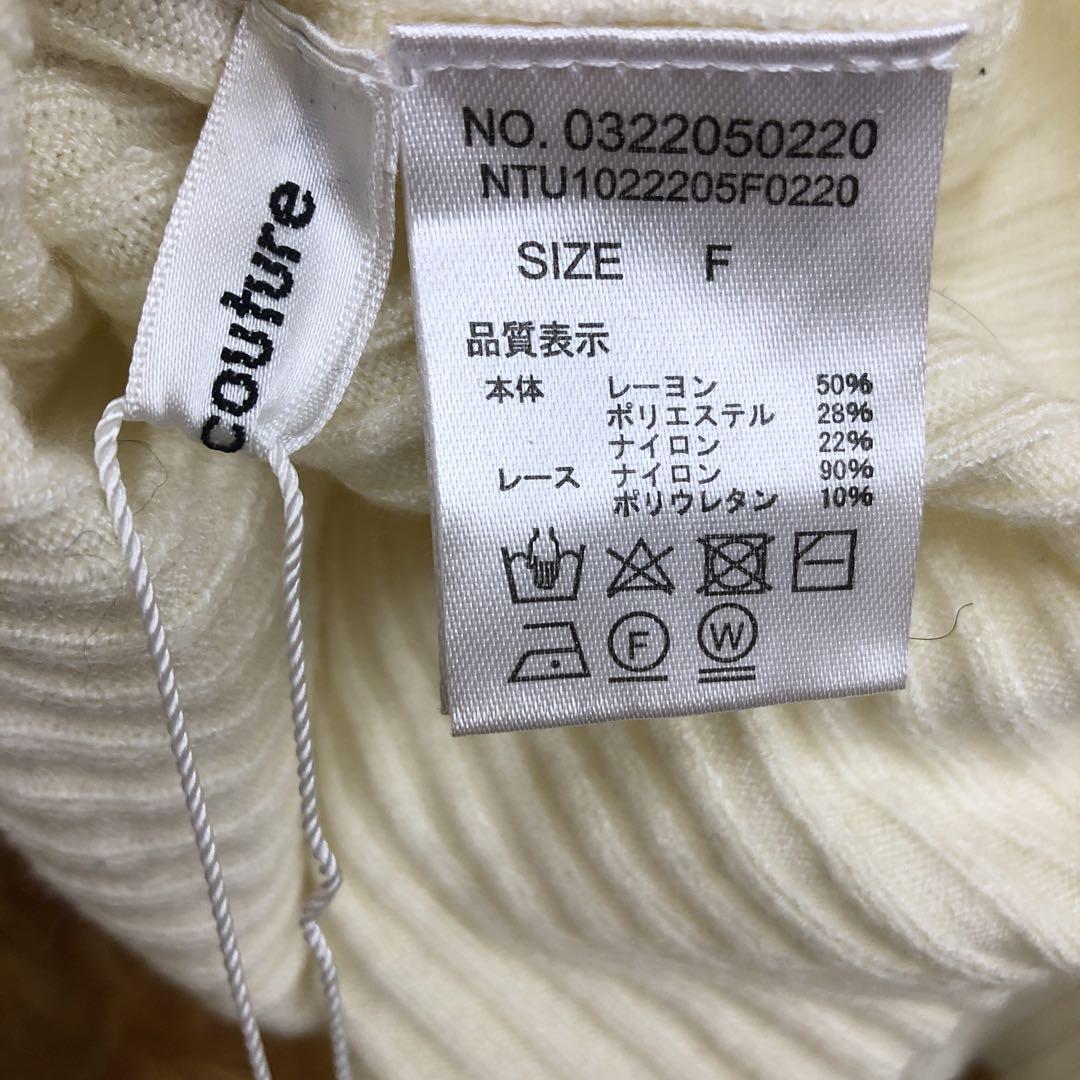 couture
NO. 0322050220
NTU1022205F0220
SIZE F
品質表示
本体 レーヨン 50%
ポリエステル 28%
ナイロン 22%
レース ナイロン 90%
ポリウレタン 10%
F W